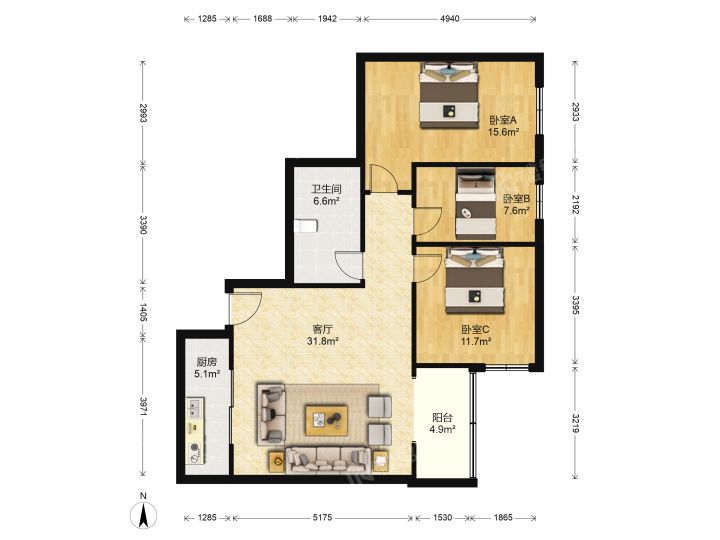 1285 1688 1942 4940
2993
2933
卧室A
15.6m²
卫生间
6.6m²
卧室B
7.6m²
2192
3390
3395
1405
客厅
31.8m²
卧室C
11.7m²
厨房
5.1m²
3971
阳台
4.9m²
3219
N
1285 5175 1530 1865